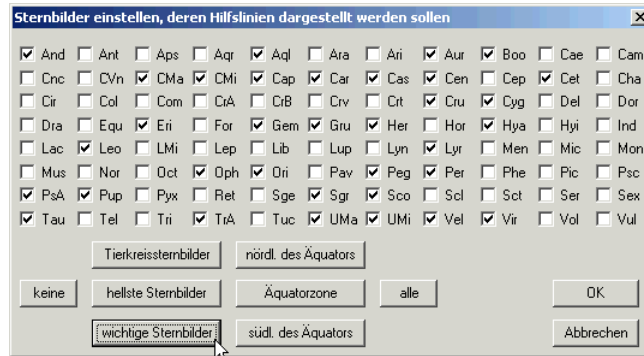 Sternbilder einstellen, deren Hilfslinien dargestellt werden sollen
And Ant Aps Aqr Aql Ara Ari Aur Boo Cae Cam
Cnc CVn CMa CMi Cap Car Cas Cen Cep Cet Cha
Cir Col Com CrA CrB Crv Crt Cru Cyg Del Dor
Dra Equ Eri For Gem Gru Her Hor Hya Hyi Ind
Lac Leo LMi Lep Lib Lup Lyn Lyr Men Mic Mon
Mus Nor Oct Oph Ori Pav Peg Per Phe Pic Psc
PsA Pup Pyx Ret Sge Sgr Sco Scl Sct Ser Sex
Tau Tel Tri TrA Tuc UMa UMi Vel Vir Vol Vul
Tierkreissternbilder nördl. des Äquators
keine hellste Sternbilder Äquatorzone alle OK
wichtige Sternbilder südl. des Äquators Abbrechen